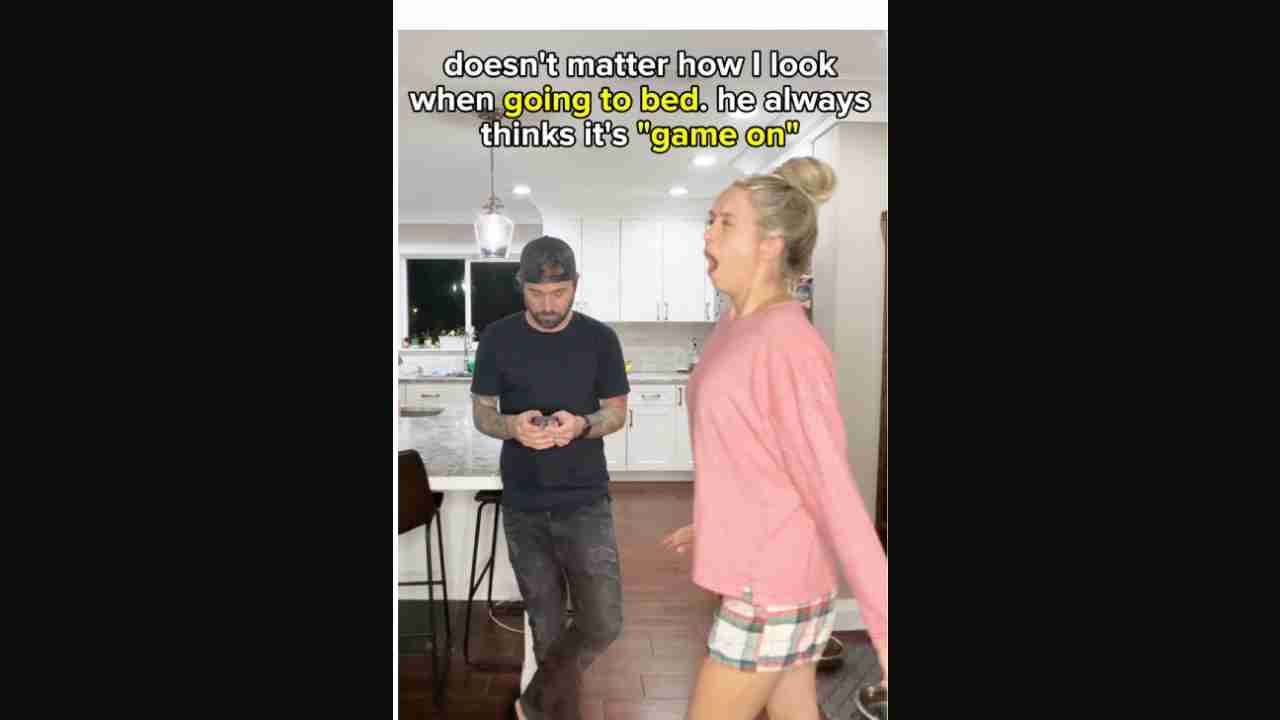 doesn't matter how I look
when going to bed. he always
thinks it's "game on"